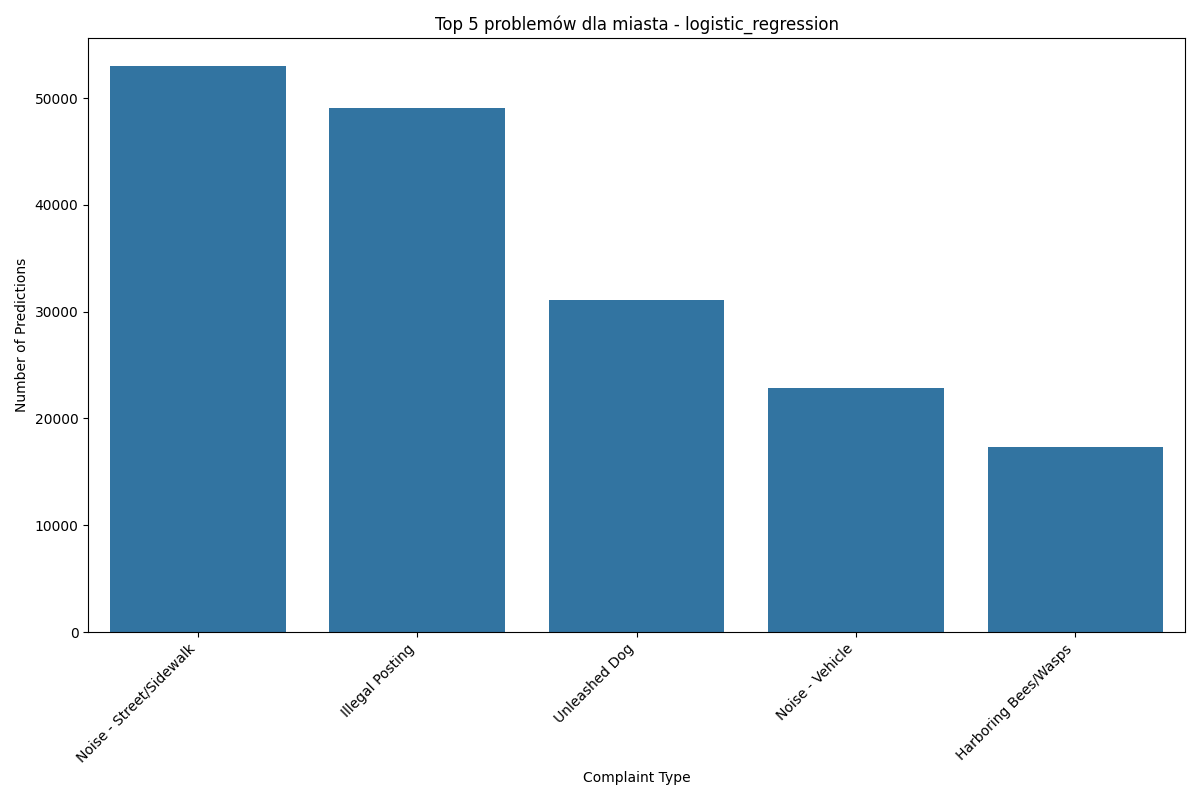 Top 5 problemów dla miasta - logistic_regression
Number of Predictions
50000
40000
30000
20000
10000
0
Noise - Street/Sidewalk
Illegal Posting
Unleashed Dog
Noise - Vehicle
Harboring Bees/Wasps
Complaint Type